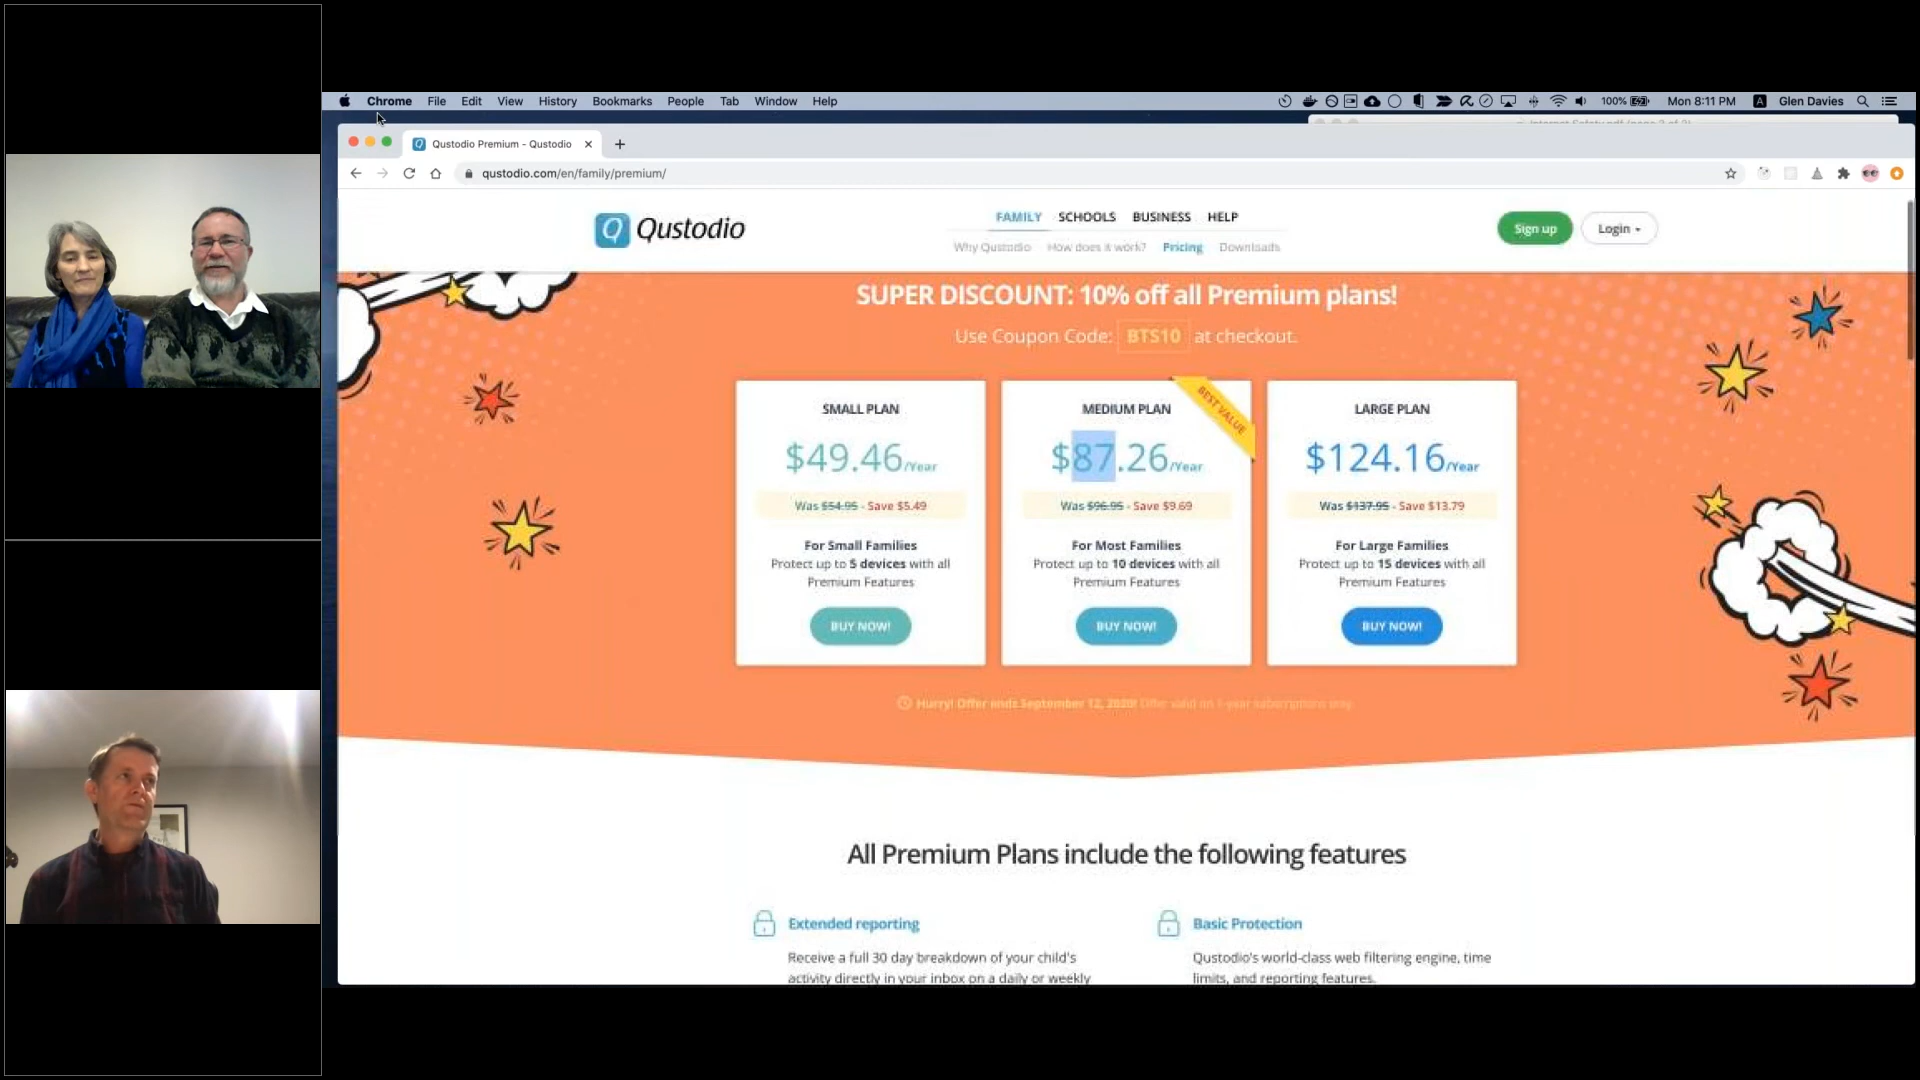 Chrome File Edit View History Bookmarks People Tab Window Help 100% Mon 8:11 PM A Glen Davies
Qustodio Premium - Qustodio
qustodio.com/en/family/premium/
Qustodio
FAMILY SCHOOLS BUSINESS HELP
Why Qustodio How does it work? Pricing Downloads
Sign up Login
SUPER DISCOUNT: 10% off all Premium plans!
Use Coupon Code: BTS10 at checkout.
SMALL PLAN
$49.46/Year
Was $54.95 - Save $5.49
For Small Families
Protect up to 5 devices with all
Premium Features
BUY NOW!
MEDIUM PLAN
BEST VALUE
$87.26/Year
Was $96.95 - Save $9.69
For Most Families
Protect up to 10 devices with all
Premium Features
BUY NOW!
LARGE PLAN
$124.16/Year
Was $137.95 - Save $13.79
For Large Families
Protect up to 15 devices with all
Premium Features
BUY NOW!
Hurry! Offer ends September 12, 2020! Offer valid on 1-year subscriptions only.
All Premium Plans include the following features
Extended reporting
Receive a full 30 day breakdown of your child's
activity directly in your inbox on a daily or weekly
Basic Protection
Qustodio's world-class web filtering engine, time
limits, and reporting features.